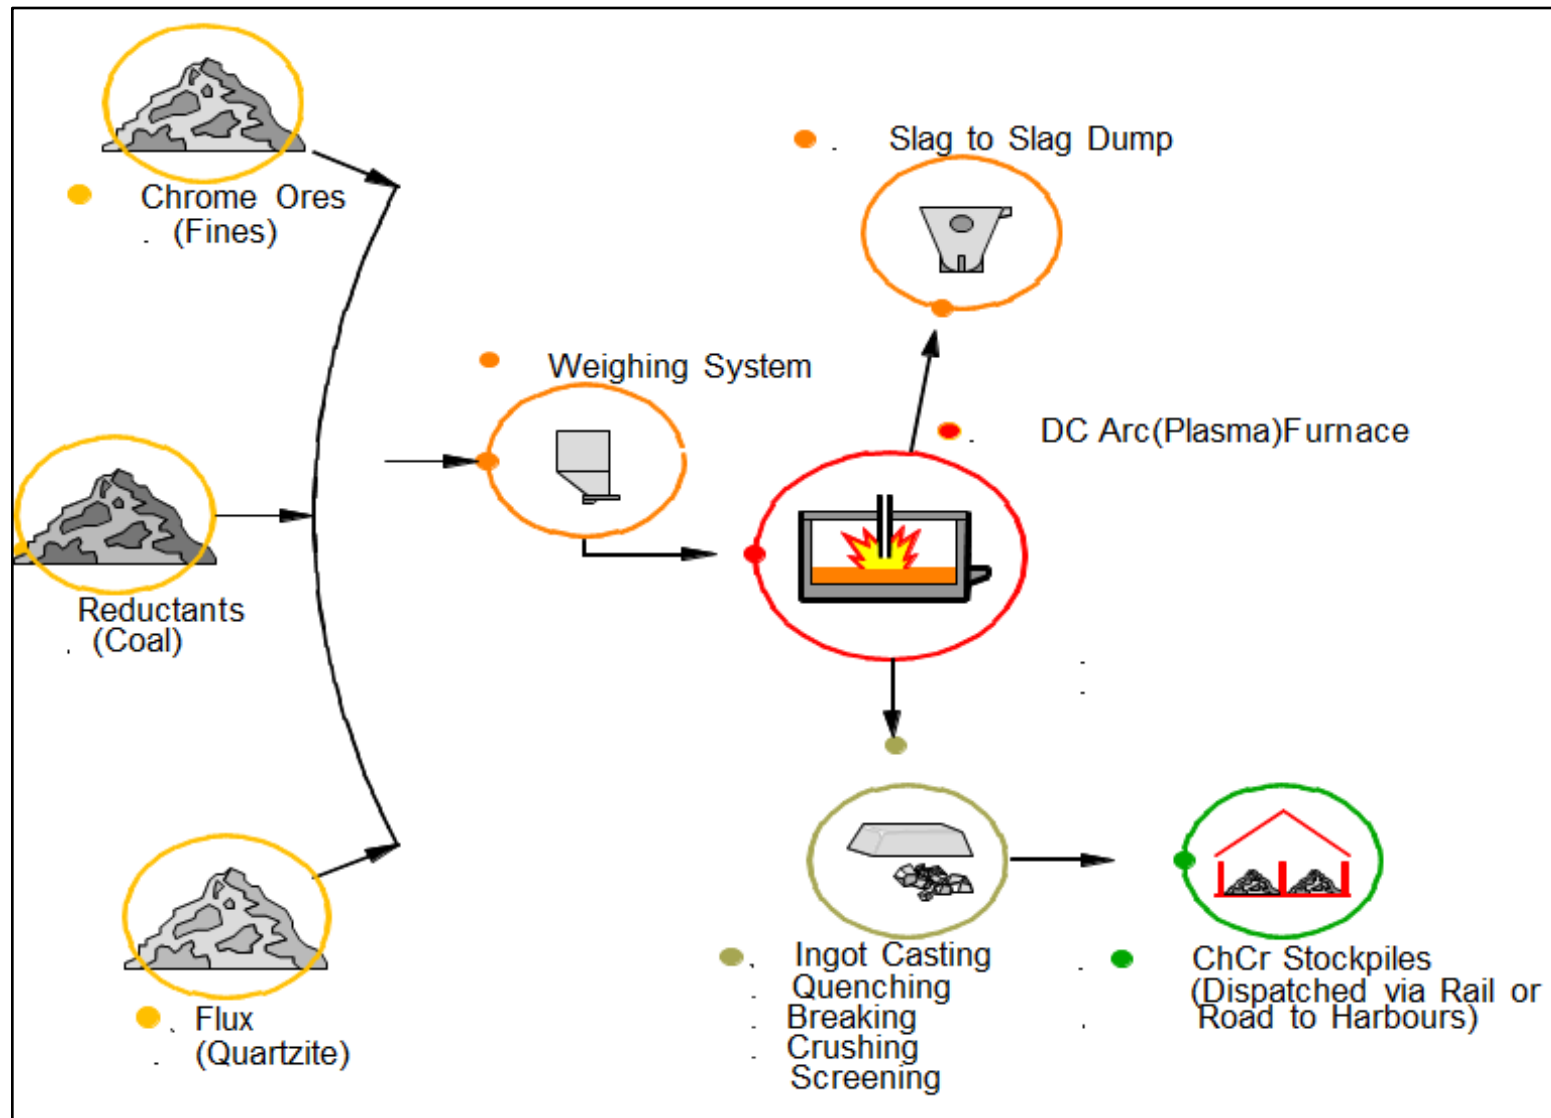 Slag to Slag Dump
Chrome Ores
(Fines)
Weighing System
DC Arc(Plasma)Furnace
Reductants
(Coal)
Ingot Casting
Quenching
Breaking
Crushing
Screening
ChCr Stockpiles
(Dispatched via Rail or
Road to Harbours)
Flux
(Quartzite)